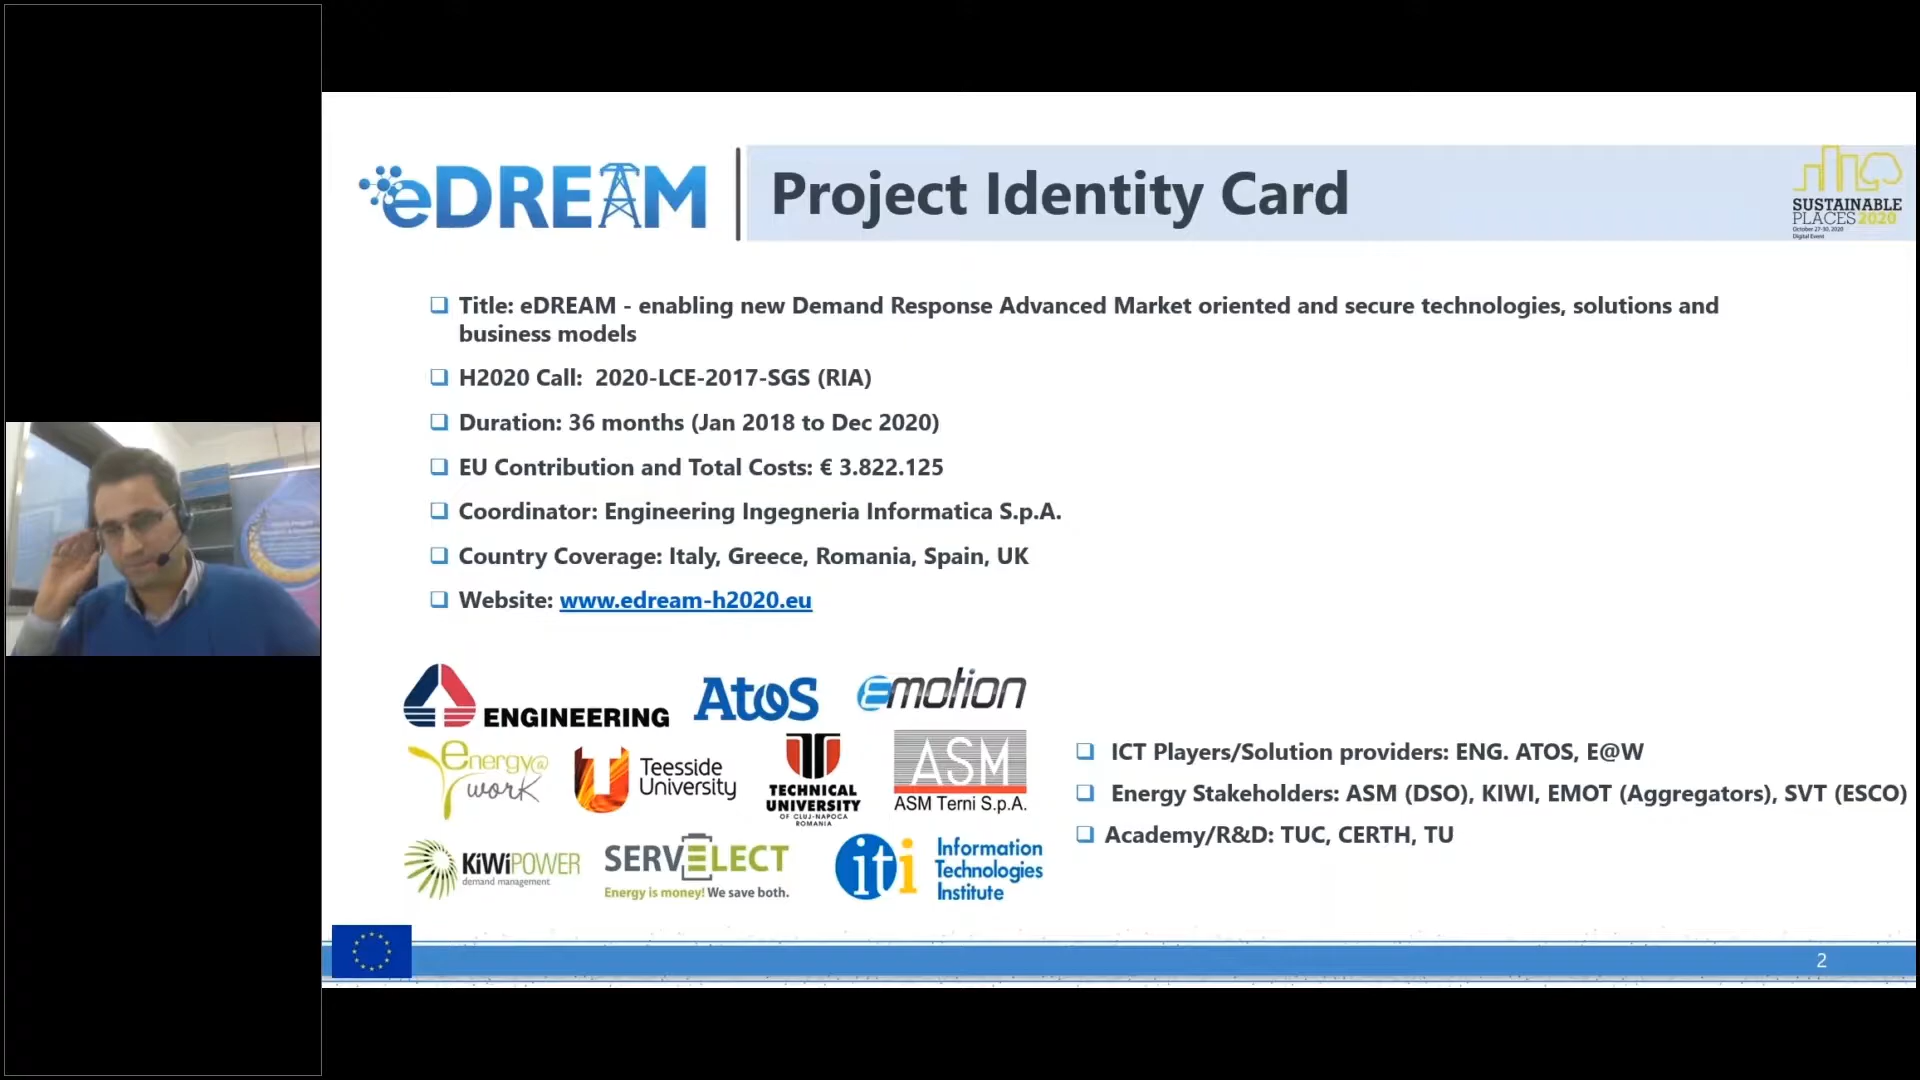 eDREAM
Project Identity Card
SUSTAINABLE
PLACES 2020
October 27-30, 2020
Digital Event
Title: eDREAM - enabling new Demand Response Advanced Market oriented and secure technologies, solutions and
business models
H2020 Call: 2020-LCE-2017-SGS (RIA)
Duration: 36 months (Jan 2018 to Dec 2020)
EU Contribution and Total Costs: € 3.822.125
Coordinator: Engineering Ingegneria Informatica S.p.A.
Country Coverage: Italy, Greece, Romania, Spain, UK
Website: www.edream-h2020.eu
ENGINEERING
Atos
Emotion
energy@
work
Teesside
University
TECHNICAL
UNIVERSITY
OF CLUJ-NAPOCA
ROMANIA
ASM
ASM Terni S.p.A.
KiWiPOWER
demand management
SERVELECT
Energy is money! We save both.
iti
Information
Technologies
Institute
ICT Players/Solution providers: ENG. ATOS, E@W
Energy Stakeholders: ASM (DSO), KIWI, EMOT (Aggregators), SVT (ESCO)
Academy/R&D: TUC, CERTH, TU
2